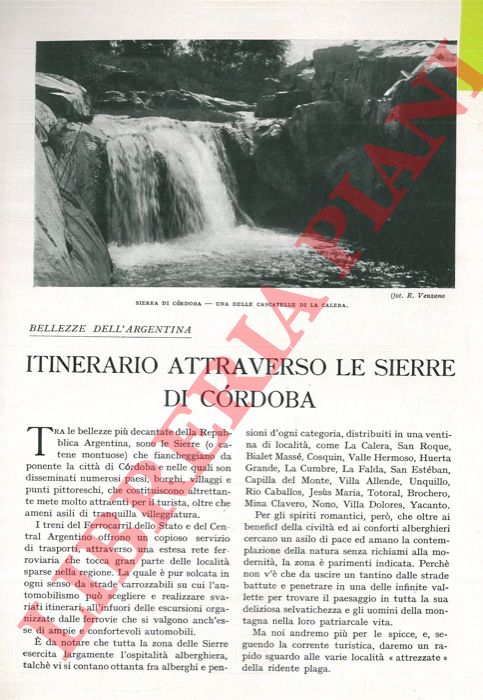 SIERRA DI CÓRDOBA — UNA DELLE CASCATELLE DI LA CALERA.
(fot. R. Venzano
BELLEZZE DELL'ARGENTINA
ITINERARIO ATTRAVERSO LE SIERRE
DI CÓRDOBA
TRA le bellezze più decantate della Repub-
blica Argentina, sono le Sierre (o ca-
tene montuose) che fiancheggiano da
ponente la città di Córdoba e nelle quali son
disseminati numerosi paesi, borghi, villaggi e
punti pittoreschi, che costituiscono altrettan-
te mete molto attraenti per il turista, oltre che
ameni asili di tranquilla villeggiatura.
I treni del Ferrocarril dello Stato e del Cen-
tral Argentino offrono un copioso servizio
di trasporti attraverso una estesa rete fer-
roviaria che tocca gran parte delle località
sparse nella regione. La quale è pur solcata in
ogni senso da strade carrozzabili su cui l'au-
tomobilismo può scegliere e realizzare sva-
riati itinerari all'infuori delle escursioni orga-
nizzate dalle ferrovie che si valgono anch'es-
se di ampie e confortevoli automobili.
È da notare che tutta la zona delle Sierre
esercita largamente l'ospitalità alberghiera,
talchè vi si contano ottanta fra alberghi e pen-
sioni d'ogni categoria, distribuiti in una venti-
na di località, come La Calera, San Roque,
Bialet Massé, Cosquin, Valle Hermoso, Huerta
Grande, La Cumbre, La Falda, San Estéban,
Capilla del Monte, Villa Allende, Unquillo,
Rio Caballos, Jesùs Maria, Totoral, Brochero,
Mina Clavero, Nono, Villa Dolores, Yacanto.
Per gli spiriti romantici, però, che oltre ai
benefici della civiltà ed ai conforti alberghieri
cercano un asilo di pace ed amano la contem-
plazione della natura senza richiami alla mo-
dernità, la zona è parimenti indicata. Perchè
non v'è che da uscire un tantino dalle strade
battute e penetrare in una delle infinite val-
lette per trovare il paesaggio in tutta la sua
deliziosa selvatichezza e gli uomini della mon-
tagna nella loro patriarcale vita.
Ma noi andremo più per le spicce, e, se-
guendo la corrente turistica, daremo un ra-
pido sguardo alle varie località « attrezzate »
della ridente plaga.
LIBRERIA PIANI